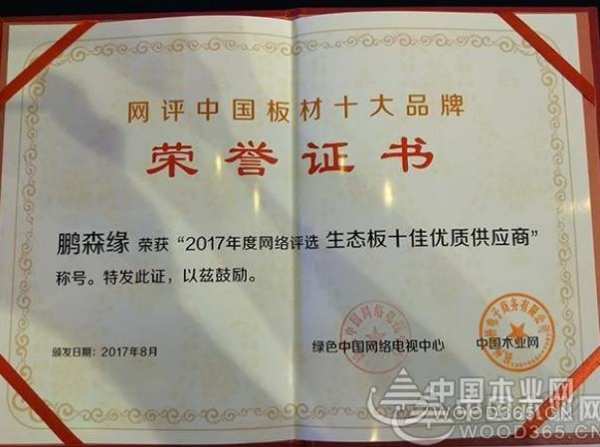 网评中国板材十大品牌
荣誉证书
鹏森缘 荣获“2017年度网络评选 生态板十佳优质供应商”
称号。特发此证，以兹鼓励。
颁发日期：2017年8月
绿色中国网络电视中心
中国木业网
中国木业网
WOOD365.CN
WOOD365.CN